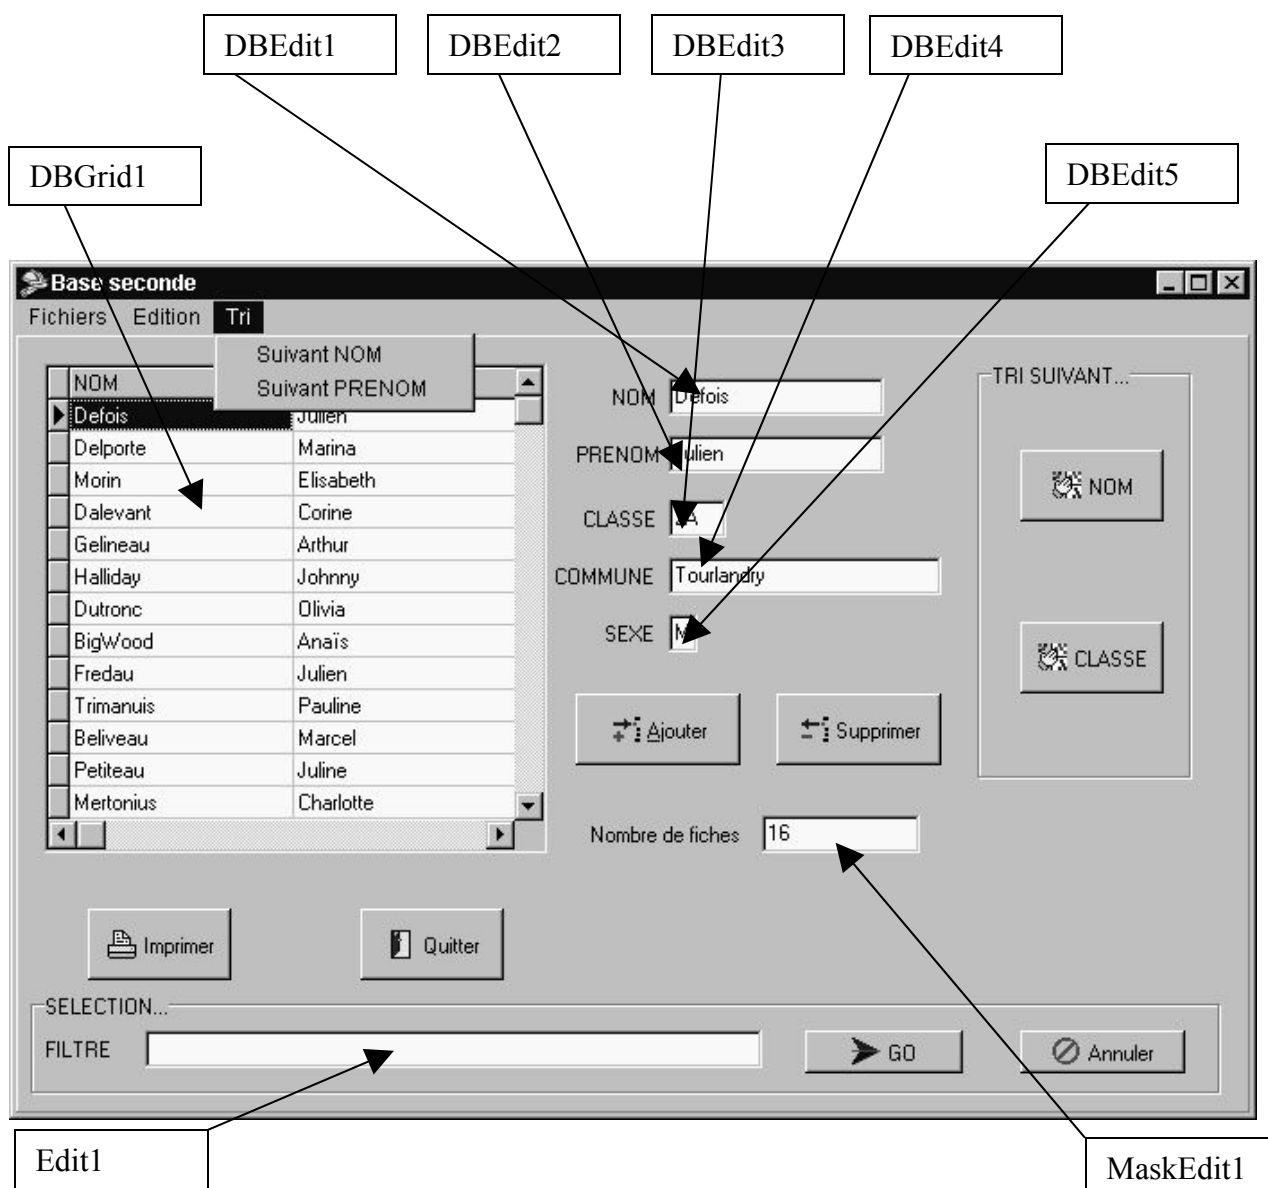 DBEdit1 DBEdit2 DBEdit3 DBEdit4
DBGrid1 DBEdit5
Base seconde
Fichiers Edition Tri
Suivant NOM
Suivant PRENOM
NOM
Defois Julien
Delporte Marina
Morin Elisabeth
Dalevant Corine
Gelineau Arthur
Halliday Johnny
Dutronc Olivia
BigWood Anaïs
Fredau Julien
Trimanuis Pauline
Beliveau Marcel
Petiteau Juline
Mertonius Charlotte
NOM Defois
PRENOM Julien
CLASSE 2A
COMMUNE Tourlandry
SEXE M
Ajouter Supprimer
Nombre de fiches 16
TRI SUIVANT...
NOM
CLASSE
Imprimer Quitter
SELECTION...
FILTRE GO Annuler
Edit1 MaskEdit1